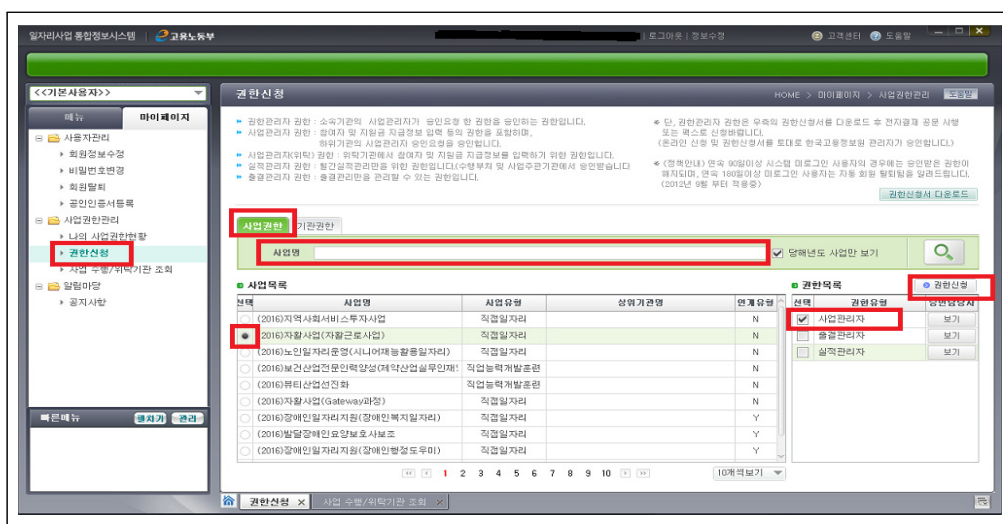 일자리사업 통합정보시스템 고용노동부
| 로그아웃 | 정보수정
고객센터 도움말
<<기본사용자>>
메뉴 마이페이지
사용자관리
회원정보수정
비밀번호변경
회원탈퇴
공인인증서등록
사업권한관리
나의 사업권한현황
권한신청
사업 수행/위탁기관 조회
알림마당
공지사항
빠른메뉴 펼치기 관리
권한신청
HOME > 마이페이지 > 사업권한관리 도움말
권한관리자 권한 : 소속기관의 사업관리자가 승인요청 한 권한을 승인하는 권한입니다.
사업관리자 권한 : 참여자 및 지원금 지급정보 입력 등의 권한을 포함하며,
하위기관의 사업관리자 승인요청을 승인합니다.
사업관리자(위탁) 권한 : 위탁기관에서 참여자 및 지원금 지급정보를 입력하기 위한 권한입니다.
실적관리자 권한 : 월간실적관리만을 위한 권한입니다(수행부처 및 사업주관기관에서 승인받습니다
출결관리자 권한 : 출결관리만을 관리할 수 있는 권한입니다.
※ 단, 권한관리자 권한은 우측의 권한신청서를 다운로드 후 전자결재 공문 시행
또는 팩스로 신청바랍니다.
(온라인 신청 및 권한신청서를 토대로 한국고용정보원 관리자가 승인합니다.)
※ (정책안내) 연속 90일이상 시스템 미로그인 사용자의 경우에는 승인받은 권한이
해지되며, 연속 180일이상 미로그인 사용자는 자동 회원 탈퇴됨을 알려드립니다.
(2012년 9월 부터 적용중)
권한신청서 다운로드
사업권한 기관권한
사업명
당해년도 사업만 보기
사업목록
선택 사업명 사업유형 상위기관명 연계유형
(2016)지역사회서비스투자사업 직접일자리 N
2016)자활사업(자활근로사업) 직접일자리 N
(2016)노인일자리운영(시니어재능활용일자리) 직접일자리 N
(2016)보건산업전문인력양성(제약산업실무인재! 직업능력개발훈련 N
(2016)뷰티산업선진화 직업능력개발훈련 N
(2016)자활사업(Gateway과정) 직접일자리 N
(2016)장애인일자리지원(장애인복지일자리) 직접일자리 Y
(2016)발달장애인요양보호사보조 직접일자리 Y
(2016)장애인일자리지원(장애인행정도우미) 직접일자리 Y
1 2 3 4 5 6 7 8 9 10
10개씩보기
권한목록 권한신청
선택 권한유형
사업관리자 보기
출결관리자 보기
실적관리자 보기
권한신청 × 사업 수행/위탁기관 조회 ×